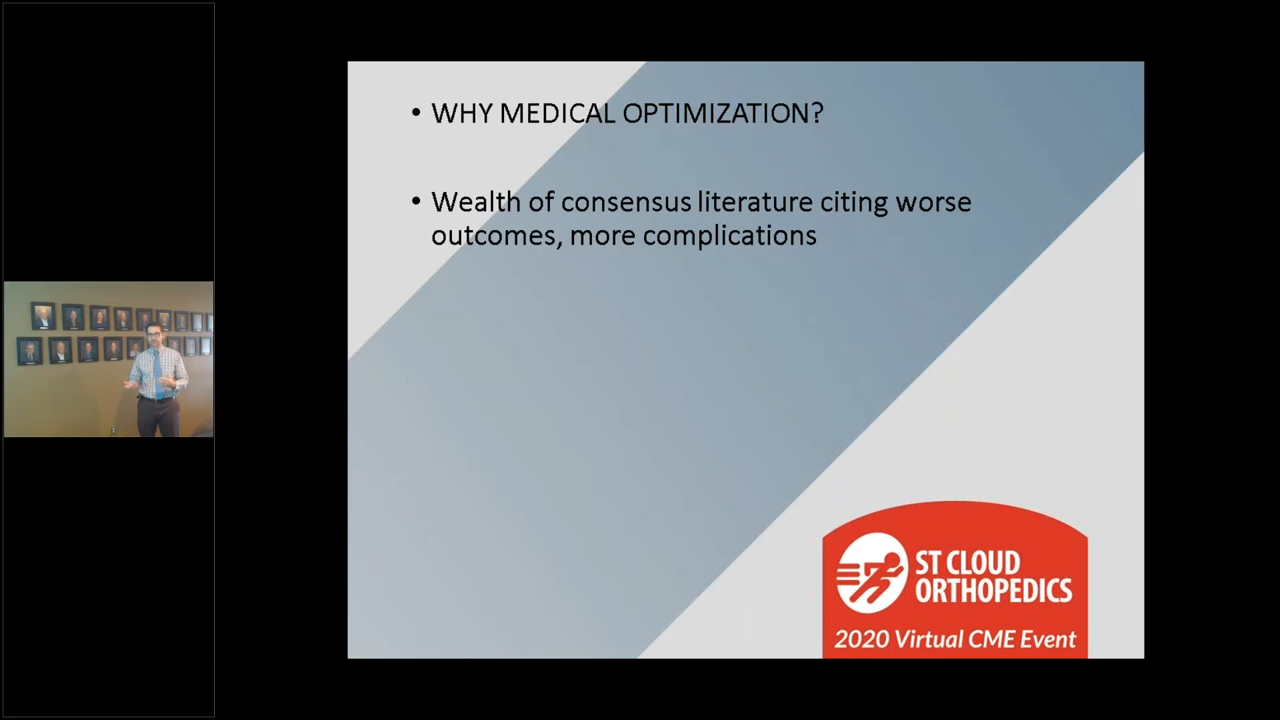 • WHY MEDICAL OPTIMIZATION?
• Wealth of consensus literature citing worse
outcomes, more complications
ST CLOUD
ORTHOPEDICS
2020 Virtual CME Event